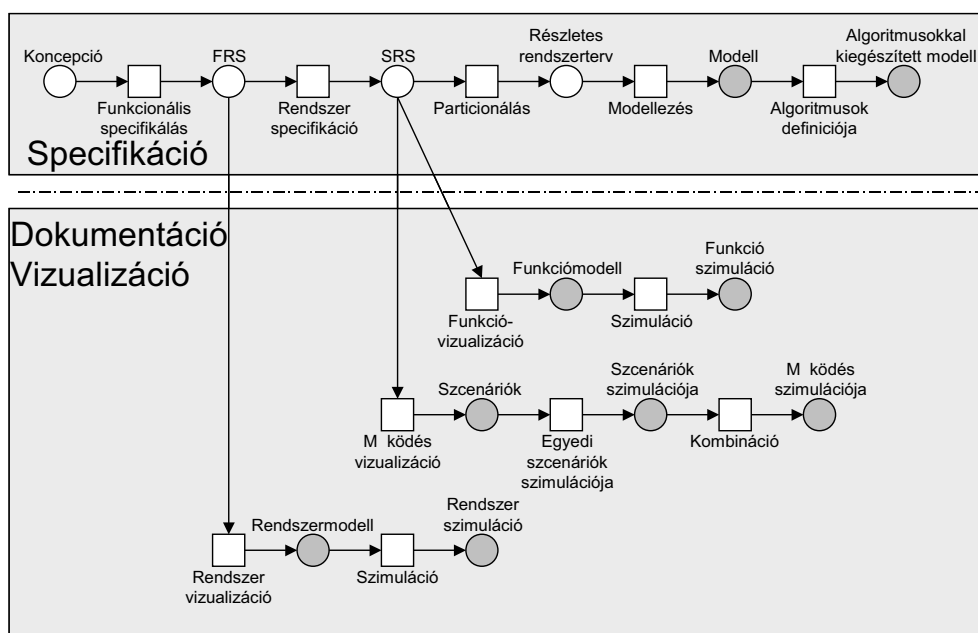 Koncepció
FRS
SRS
Részletes
rendszerterv
Modell
Algoritmusokkal
kiegészített modell
Funkcionális
specifikálás
Rendszer
specifikáció
Particionálás
Modellezés
Algoritmusok
definiciója
Specifikáció
Dokumentáció
Vizualizáció
Funkciómodell
Funkció
szimuláció
Funkció-
vizualizáció
Szimuláció
Szcenáriók
Szcenáriók
szimulációja
M ködés
szimulációja
M ködés
vizualizáció
Egyedi
szcenáriók
szimulációja
Kombináció
Rendszermodell
Rendszer
szimuláció
Rendszer
vizualizáció
Szimuláció